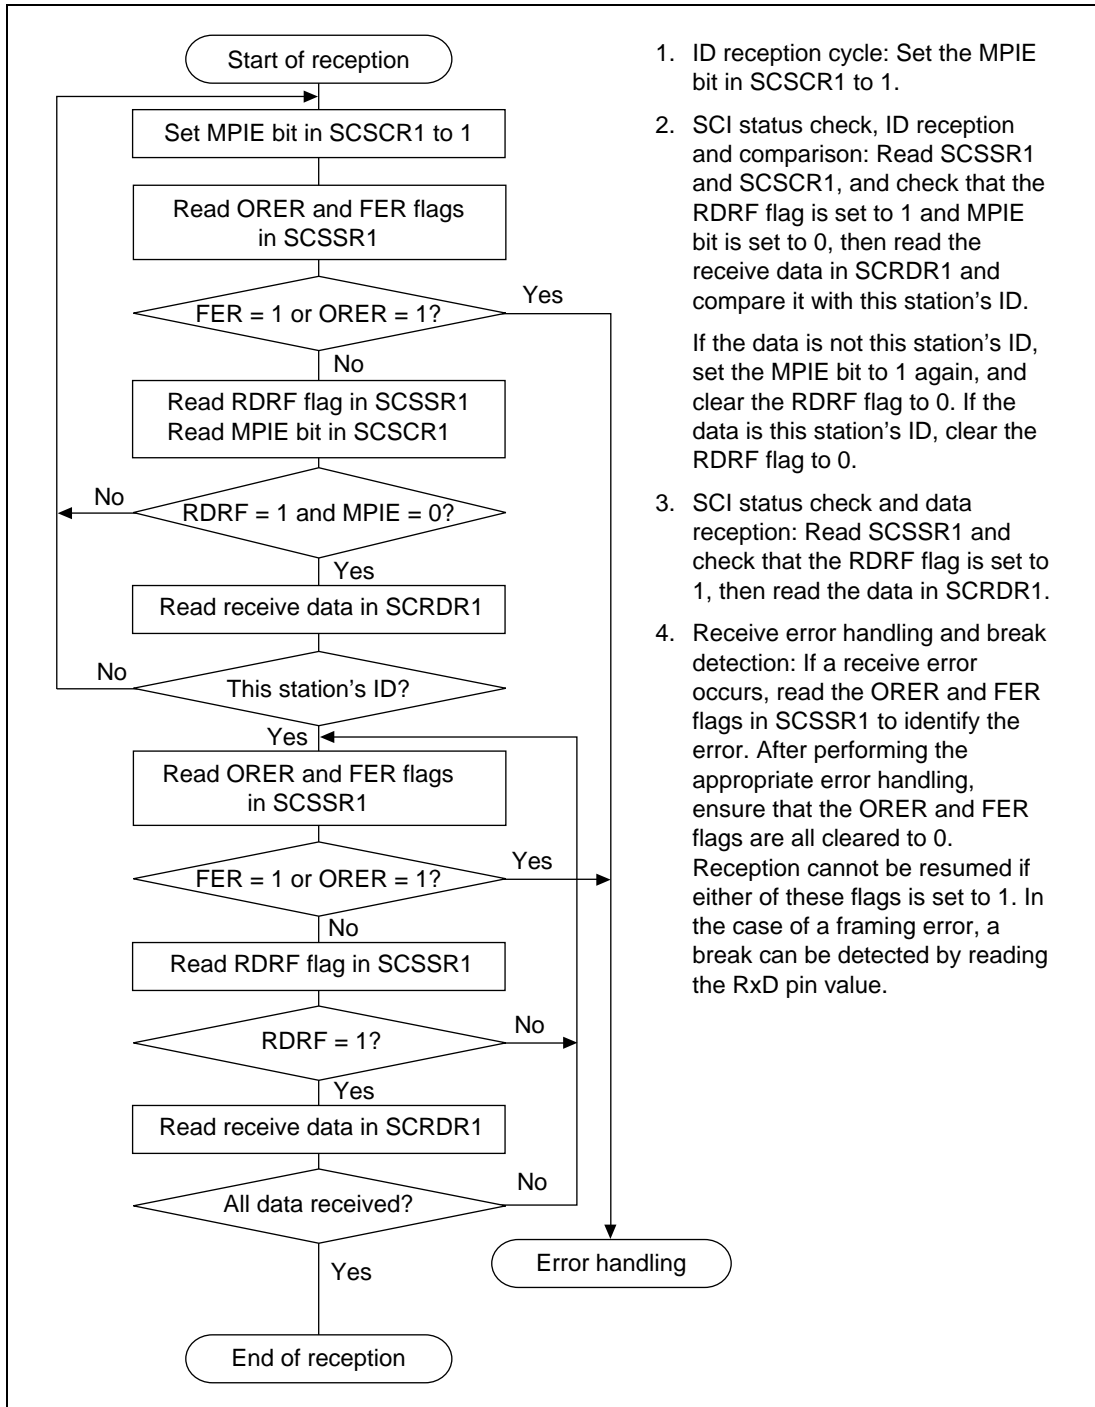 Start of reception
Set MPIE bit in SCSCR1 to 1
Read ORER and FER flags
in SCSSR1
FER = 1 or ORER = 1?
Yes
No
Read RDRF flag in SCSSR1
Read MPIE bit in SCSCR1
No
RDRF = 1 and MPIE = 0?
Yes
Read receive data in SCRDR1
No
This station's ID?
Yes
Read ORER and FER flags
in SCSSR1
FER = 1 or ORER = 1?
Yes
No
Read RDRF flag in SCSSR1
RDRF = 1?
No
Yes
Read receive data in SCRDR1
All data received?
No
Error handling
Yes
End of reception
1. ID reception cycle: Set the MPIE
bit in SCSCR1 to 1.
2. SCI status check, ID reception
and comparison: Read SCSSR1
and SCSCR1, and check that the
RDRF flag is set to 1 and MPIE
bit is set to 0, then read the
receive data in SCRDR1 and
compare it with this station's ID.
If the data is not this station's ID,
set the MPIE bit to 1 again, and
clear the RDRF flag to 0. If the
data is this station's ID, clear the
RDRF flag to 0.
3. SCI status check and data
reception: Read SCSSR1 and
check that the RDRF flag is set to
1, then read the data in SCRDR1.
4. Receive error handling and break
detection: If a receive error
occurs, read the ORER and FER
flags in SCSSR1 to identify the
error. After performing the
appropriate error handling,
ensure that the ORER and FER
flags are all cleared to 0.
Reception cannot be resumed if
either of these flags is set to 1. In
the case of a framing error, a
break can be detected by reading
the RxD pin value.